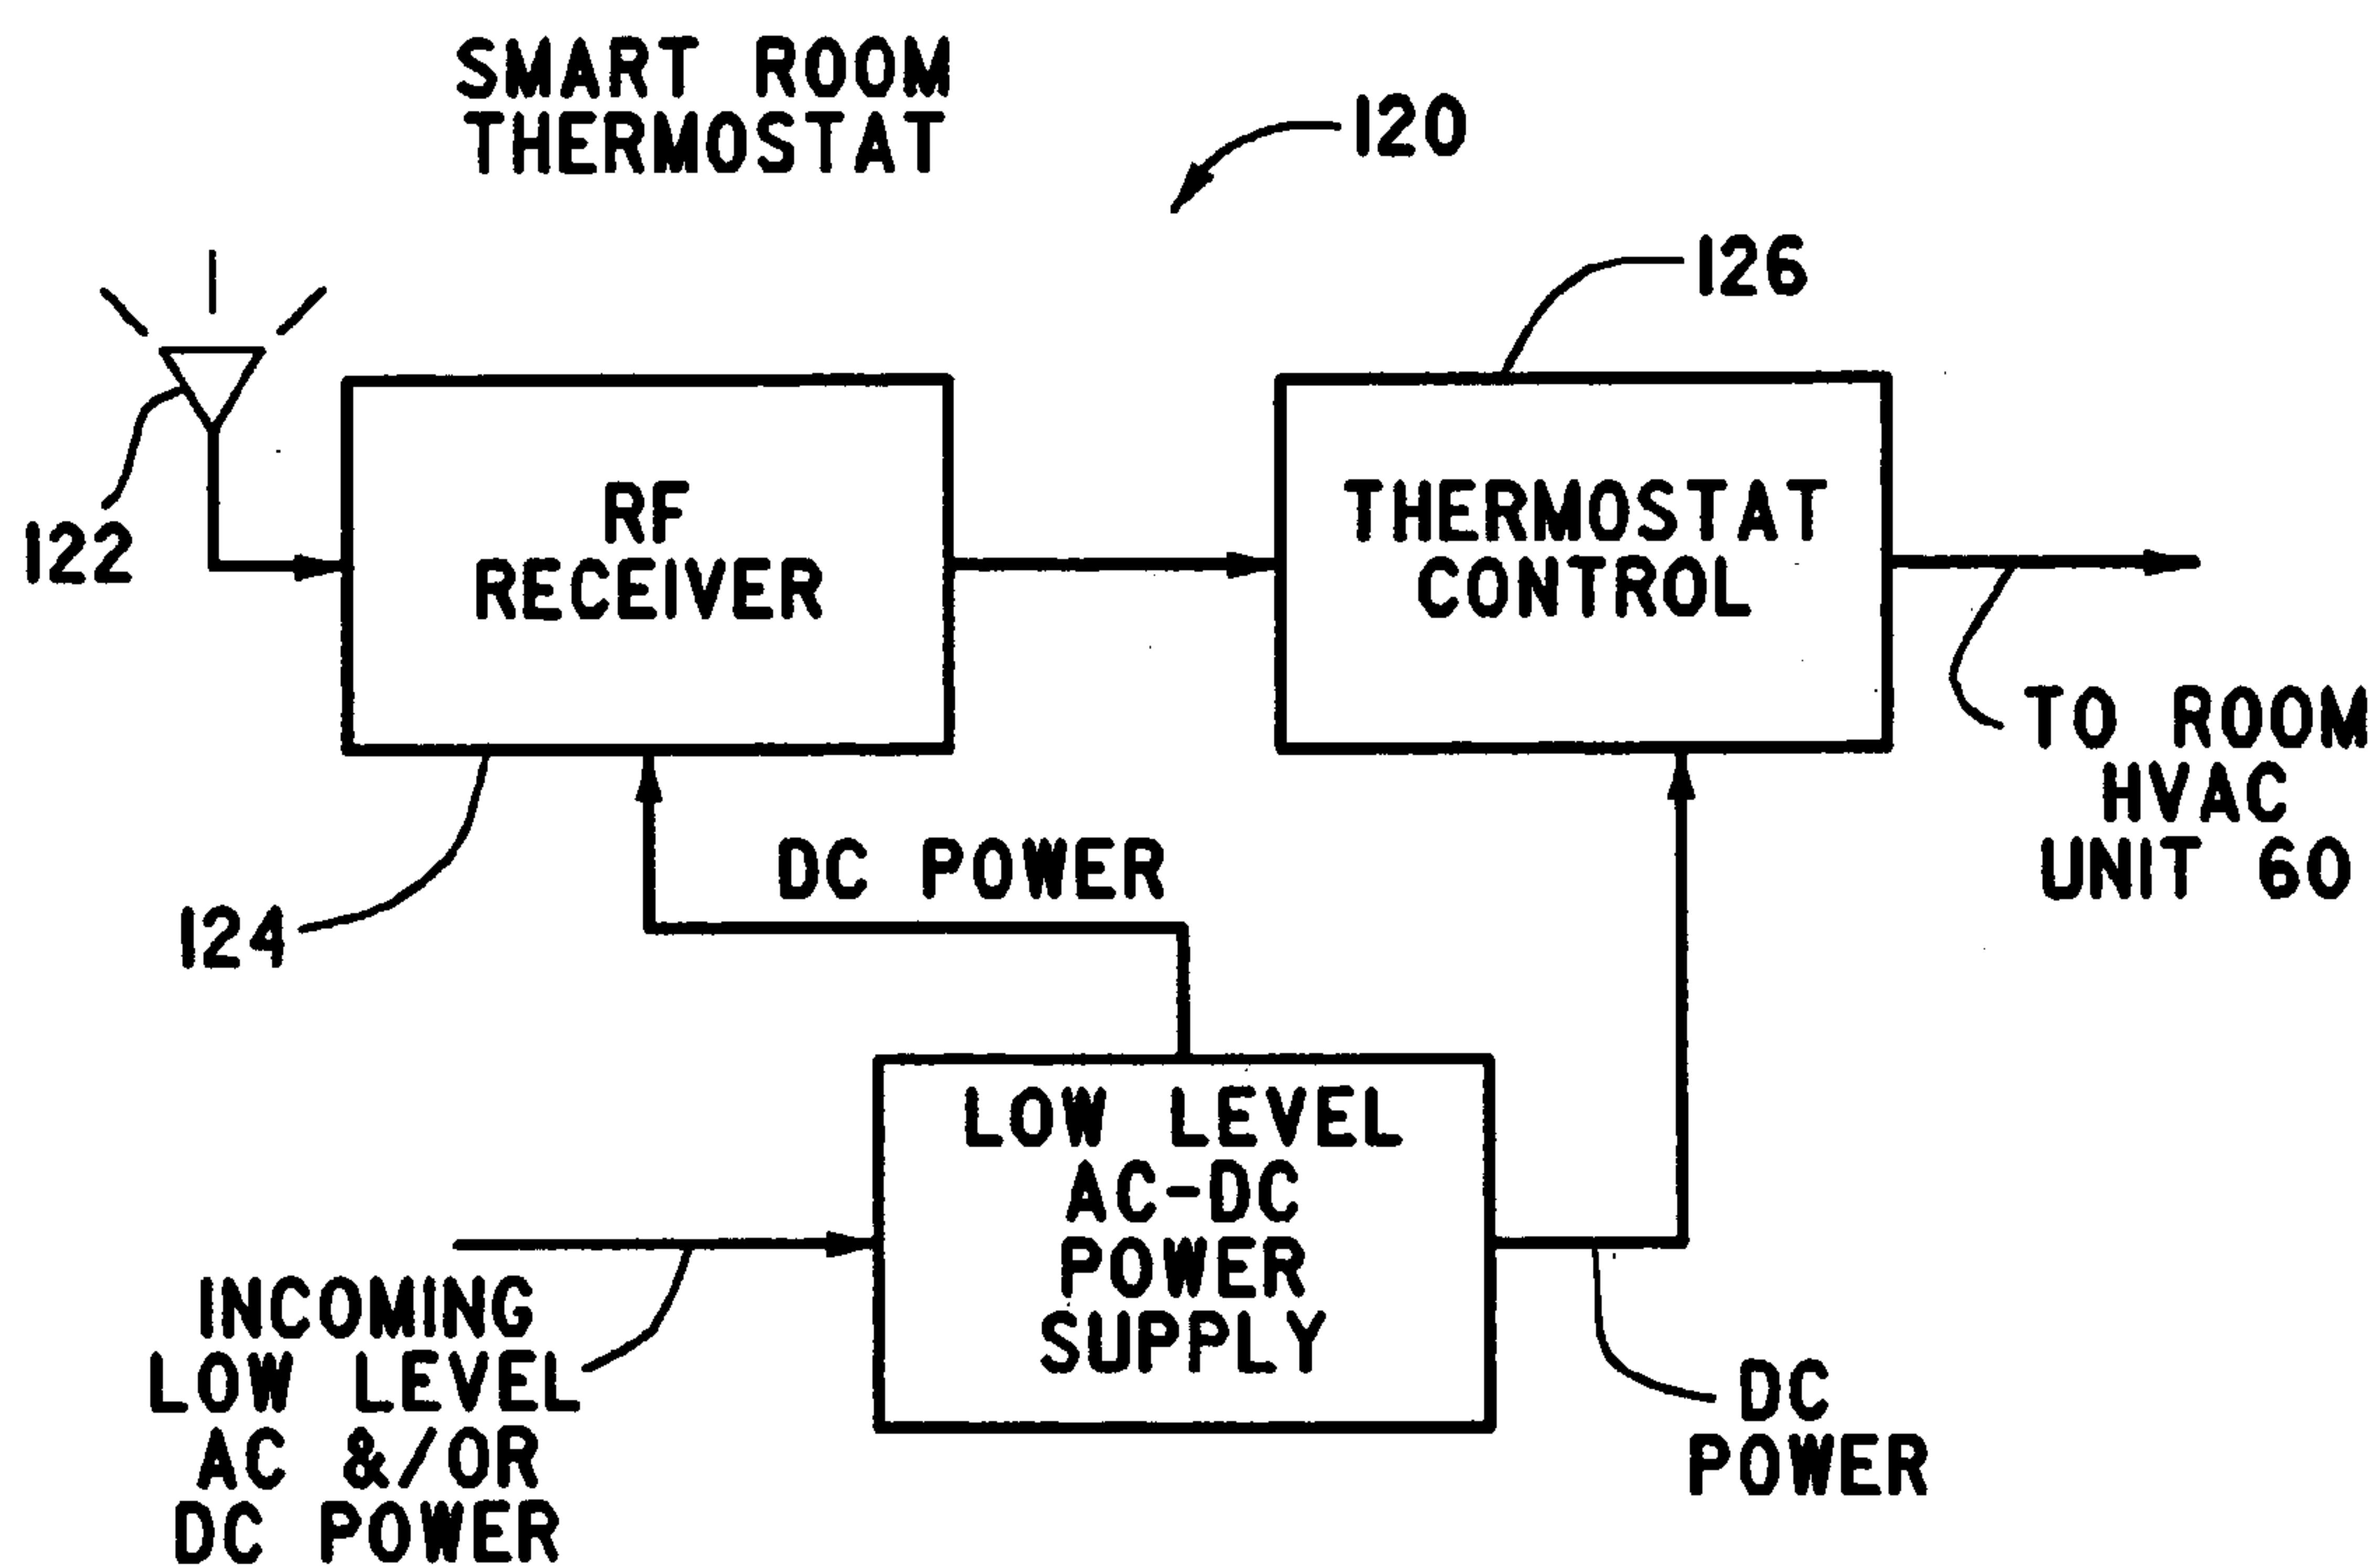 SMART ROOM
THERMOSTAT
120
126
122
RF
RECEIVER
THERMOSTAT
CONTROL
TO ROOM
HVAC
UNIT 60
124
DC POWER
LOW LEVEL
AC-DC
POWER
SUPPLY
INCOMING
LOW LEVEL
AC &/OR
DC POWER
DC
POWER